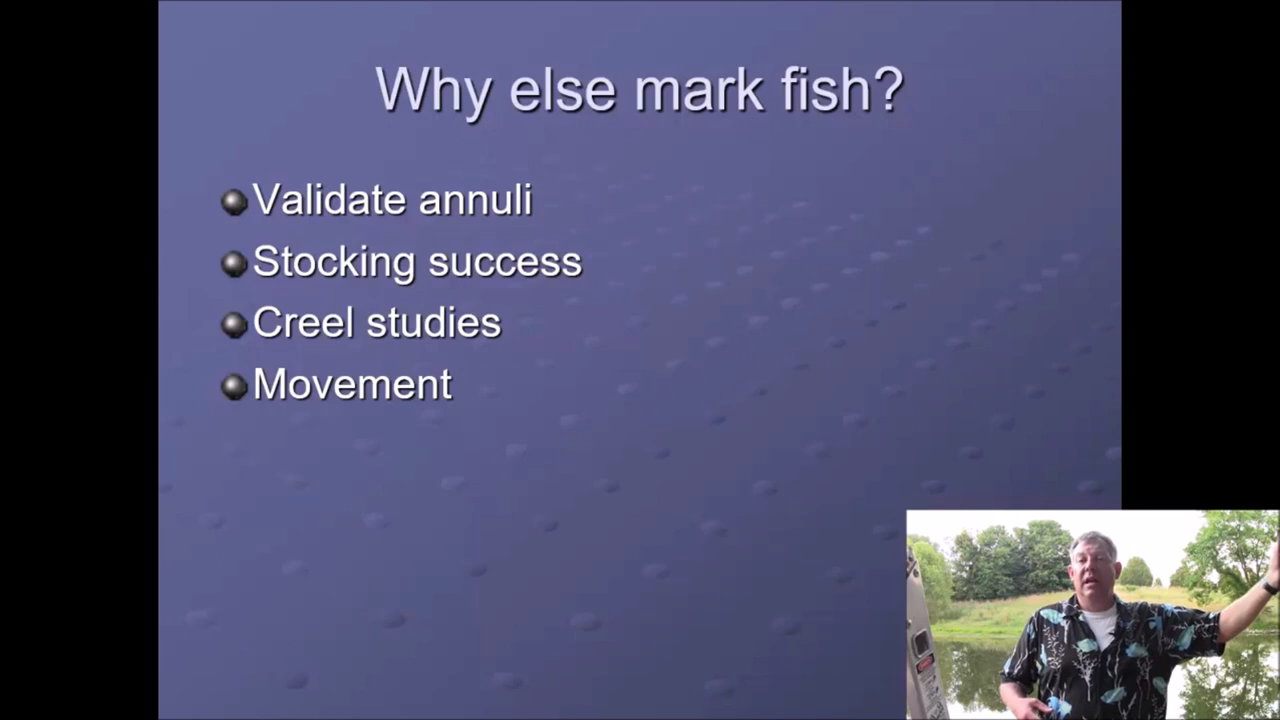 Why else mark fish?
Validate annuli
Stocking success
Creel studies
Movement